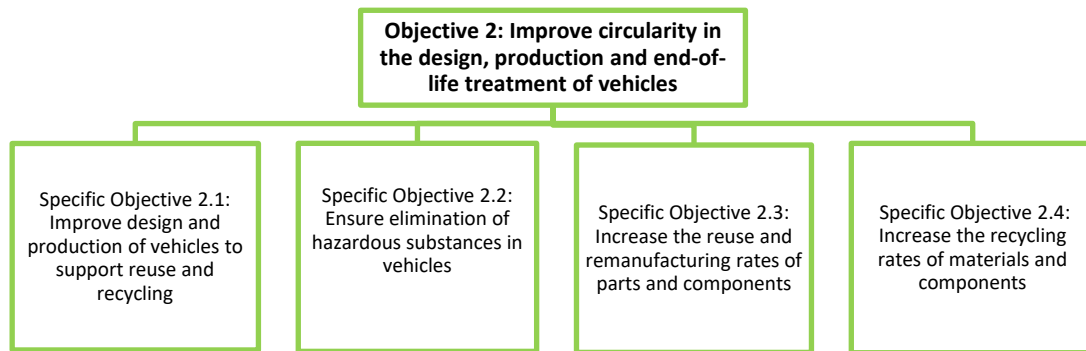 Objective 2: Improve circularity in
the design, production and end-of-
life treatment of vehicles
Specific Objective 2.1:
Improve design and
production of vehicles to
support reuse and
recycling
Specific Objective 2.2:
Ensure elimination of
hazardous substances in
vehicles
Specific Objective 2.3:
Increase the reuse and
remanufacturing rates of
parts and components
Specific Objective 2.4:
Increase the recycling
rates of materials and
components